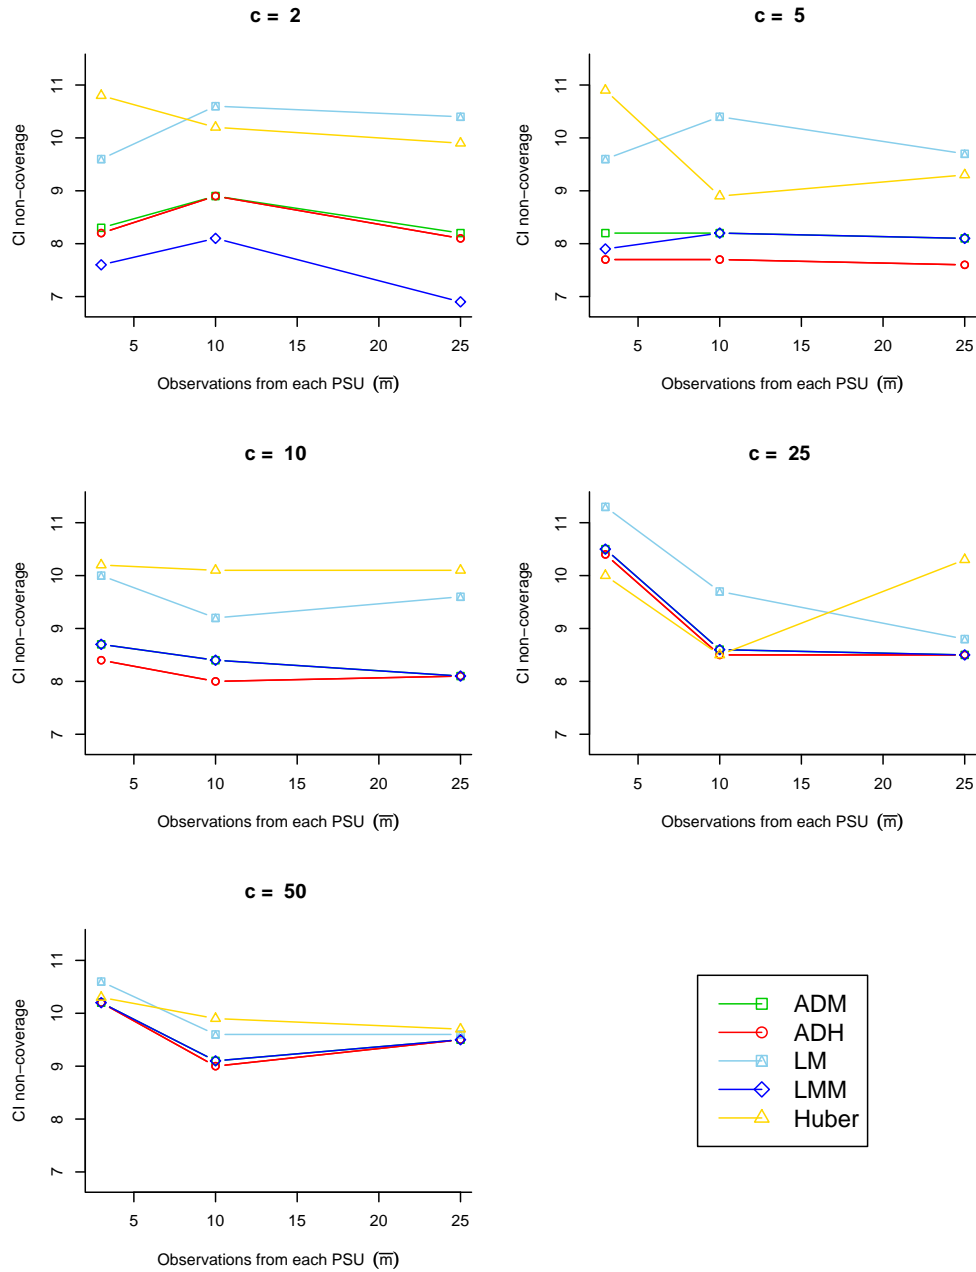 c = 2
CI non−coverage
7 8 9 10 11
5 10 15 20 25
Observations from each PSU (m̅)
c = 5
CI non−coverage
7 8 9 10 11
5 10 15 20 25
Observations from each PSU (m̅)
c = 10
CI non−coverage
7 8 9 10 11
5 10 15 20 25
Observations from each PSU (m̅)
c = 25
CI non−coverage
7 8 9 10 11
5 10 15 20 25
Observations from each PSU (m̅)
c = 50
CI non−coverage
7 8 9 10 11
5 10 15 20 25
Observations from each PSU (m̅)
ADM
ADH
LM
LMM
Huber